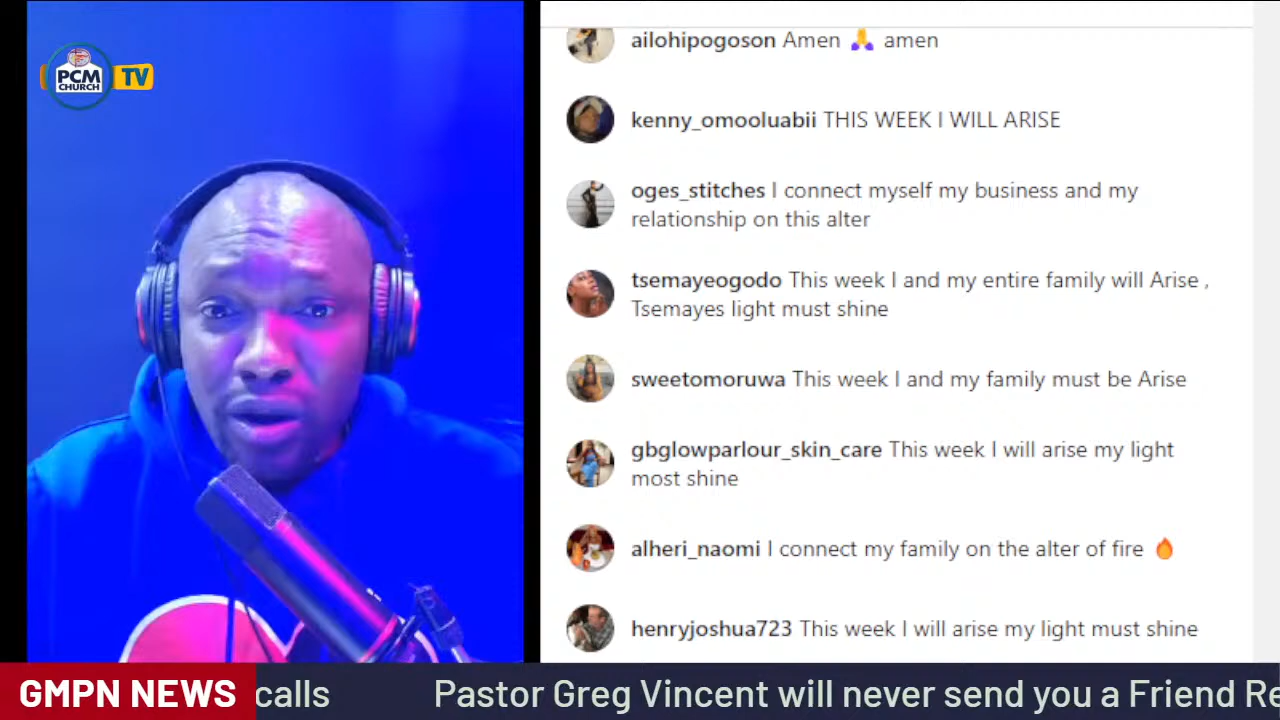 PCM
CHURCH
TV
ailohipogoson Amen 🙏 amen
kenny_omooluabii THIS WEEK I WILL ARISE
oges_stitches I connect myself my business and my
relationship on this alter
tsemayeogodo This week I and my entire family will Arise ,
Tsemayes light must shine
sweetomoruwa This week I and my family must be Arise
gbglowparlour_skin_care This week I will arise my light
most shine
alheri_naomi I connect my family on the alter of fire 🔥
henryjoshua723 This week I will arise my light must shine
GMPN NEWS calls Pastor Greg Vincent will never send you a Friend Re